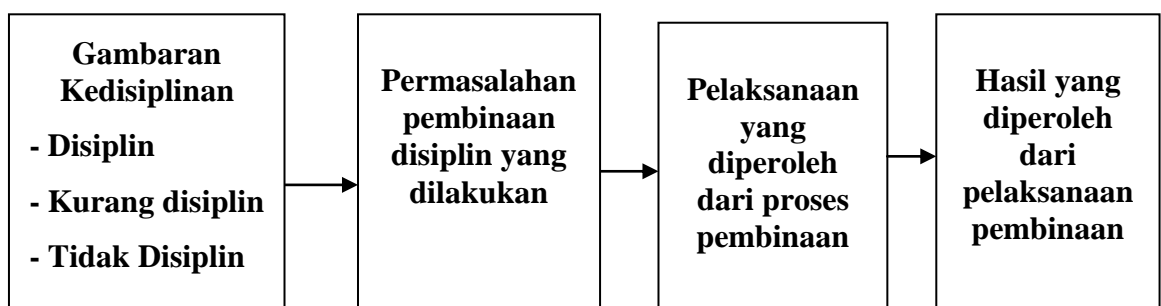 Gambaran
Kedisiplinan
- Disiplin
- Kurang disiplin
- Tidak Disiplin
Permasalahan
pembinaan
disiplin yang
dilakukan
Pelaksanaan
yang
diperoleh
dari proses
pembinaan
Hasil yang
diperoleh
dari
pelaksanaan
pembinaan